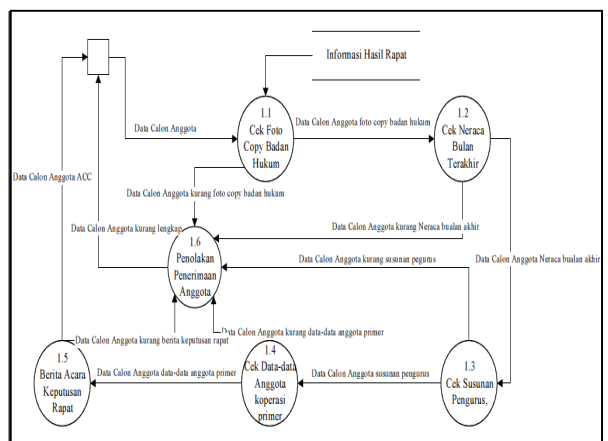 Informasi Hasil Rapat
1.1
Cek Foto
Copy Badan
Hukum
Data Calon Anggota
Data Calon Anggota foto copy badan hukum
1.2
Cek Neraca
Bulan
Terakhir
Data Calon Anggota ACC
Data Calon Anggota kurang foto copy badan hukum
Data Calon Anggota kurang lengkap
Data Calon Anggota kurang Neraca bualan akhir
1.6
Penolakan
Penerimaan
Anggota
Data Calon Anggota kurang susunan pegurus
Data Calon Anggota Neraca bualan akhir
Data Calon Anggota kurang data-data anggota primer
Data Calon Anggota kurang berita keputusan rapat
1.5
Berita Acara
Keputusan
Rapat
Data Calon Anggota data-data anggota primer
1.4
Cek Data-data
Anggota
koperasi
primer
Data Calon Anggota susunan pengurus
1.3
Cek Susunan
Pengurus,